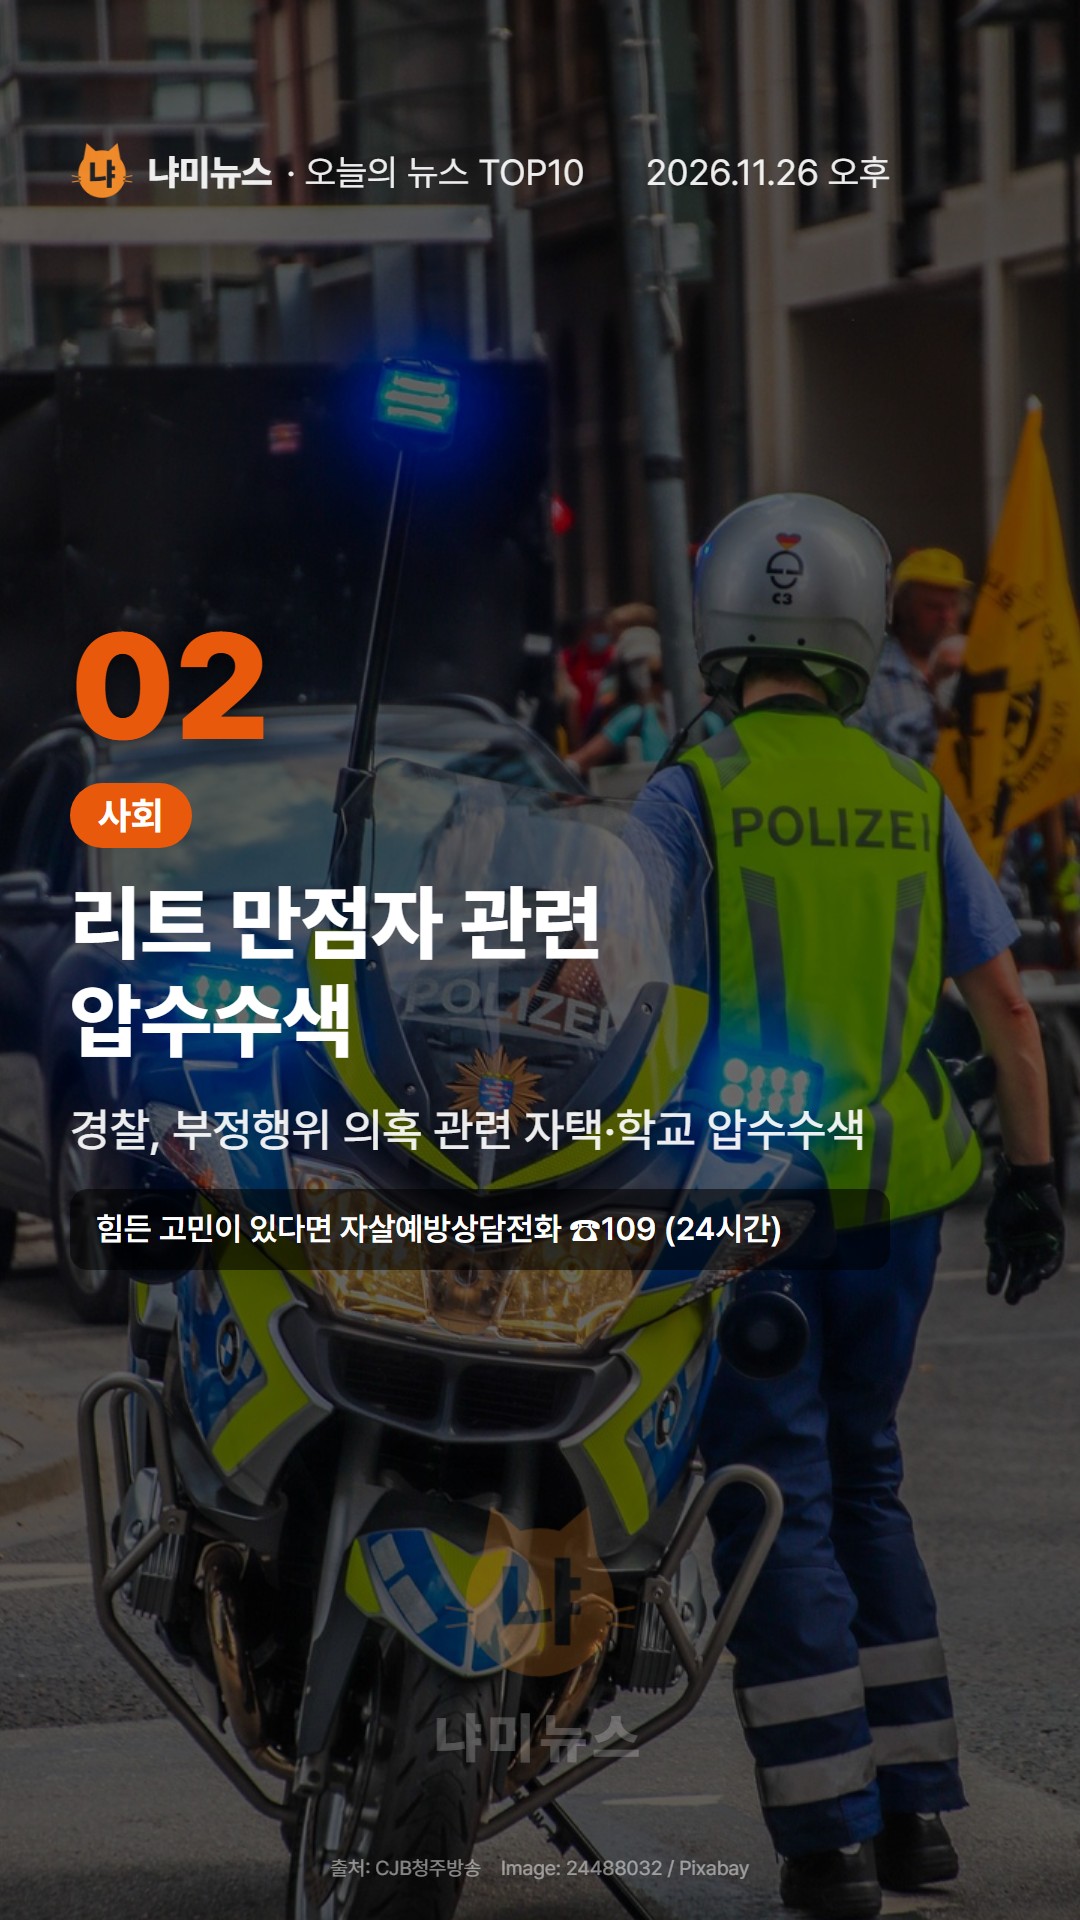 냐 냐미뉴스 · 오늘의 뉴스 TOP10 2026.11.26 오후
C3
02
POLIZEI
사회
리트 만점자 관련
POLIZEI
압수수색
경찰, 부정행위 의혹 관련 자택·학교 압수수색
힘든 고민이 있다면 자살예방상담전화 ☎109 (24시간)
냐
냐미뉴스
출처: CJB청주방송 Image: 24488032 / Pixabay